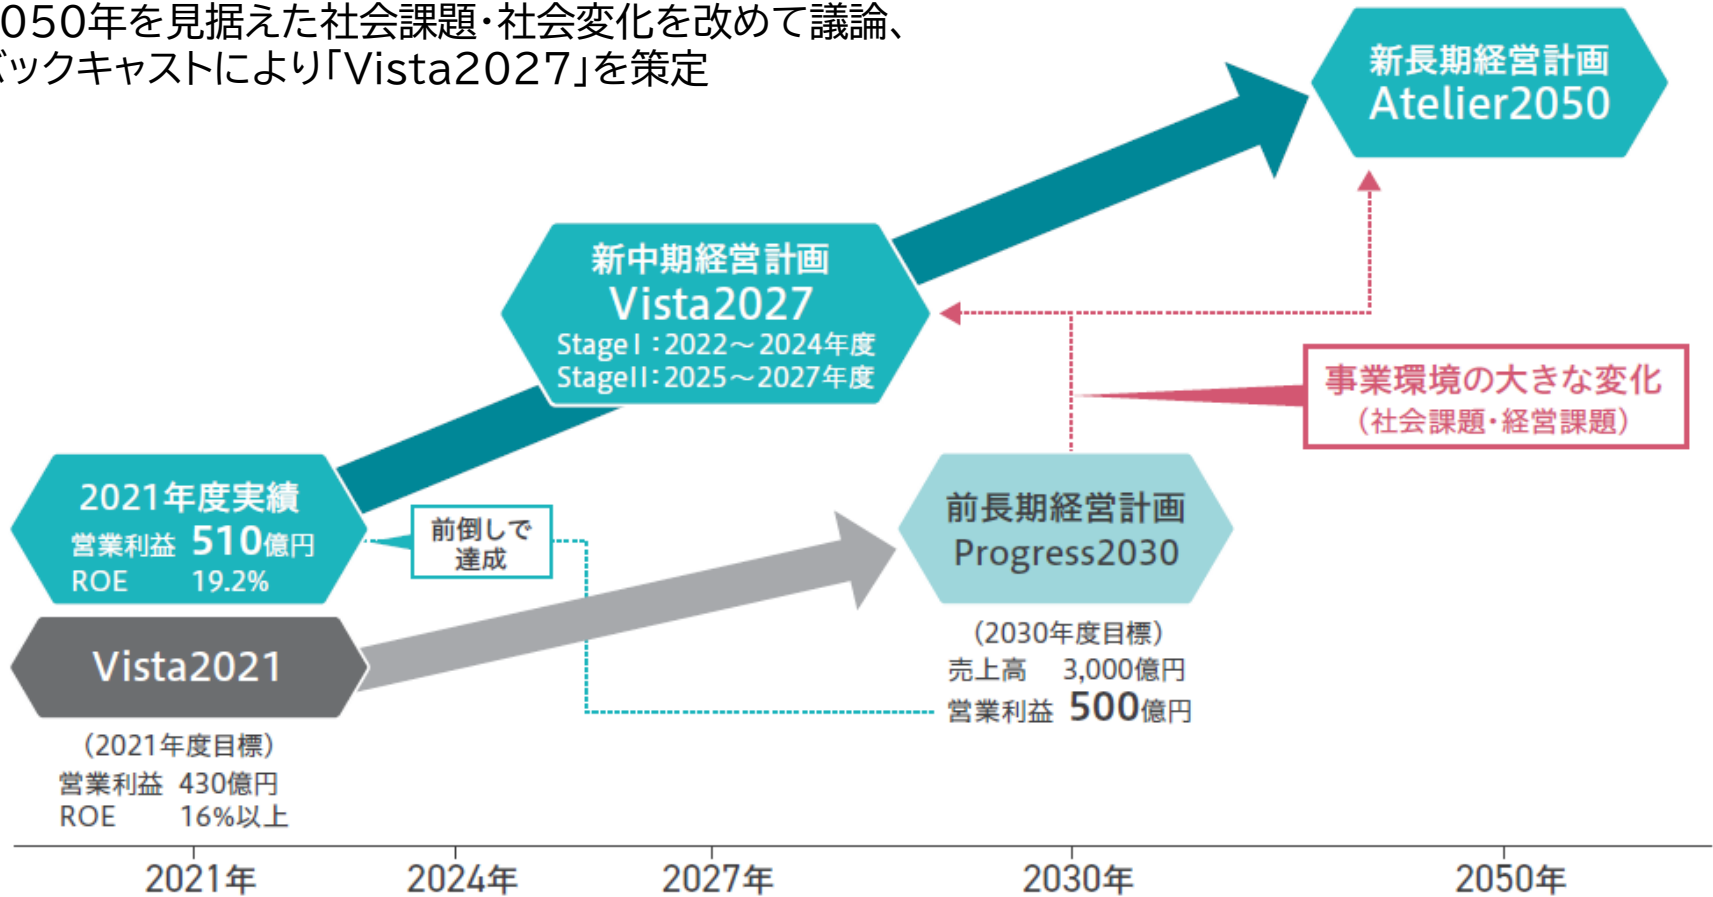 050年を見据えた社会課題・社会変化を改めて議論、
バックキャストにより「Vista2027」を策定
新長期経営計画
Atelier2050
新中期経営計画
Vista2027
StageⅠ：2022～2024年度
StageⅡ：2025～2027年度
事業環境の大きな変化
（社会課題・経営課題）
2021年度実績
営業利益 510億円
ROE 19.2%
前倒しで
達成
前長期経営計画
Progress2030
（2030年度目標）
売上高 3,000億円
営業利益 500億円
Vista2021
（2021年度目標）
営業利益 430億円
ROE 16%以上
2021年
2024年
2027年
2030年
2050年